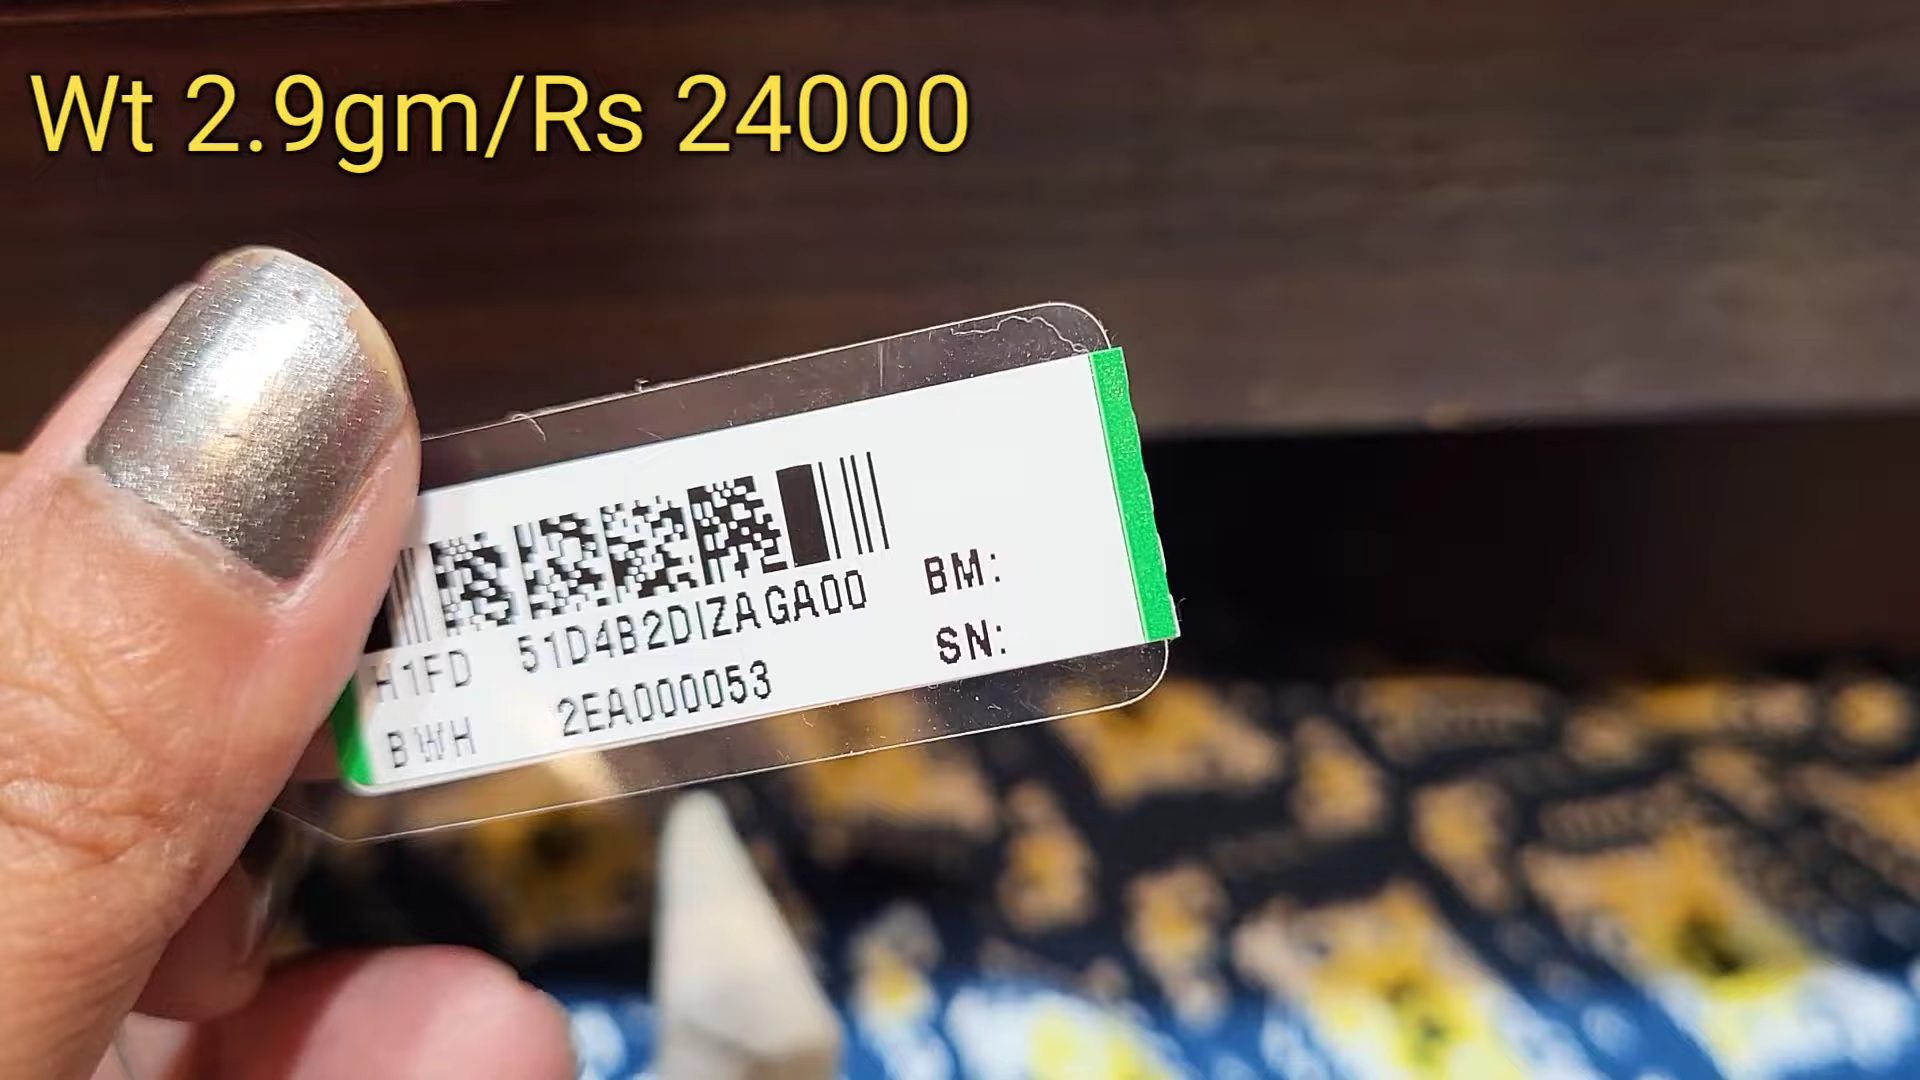 Wt 2.9gm/Rs 24000
H1FD 51D4B2DIZAGA00
BWH 2EA000053
BM:
SN: